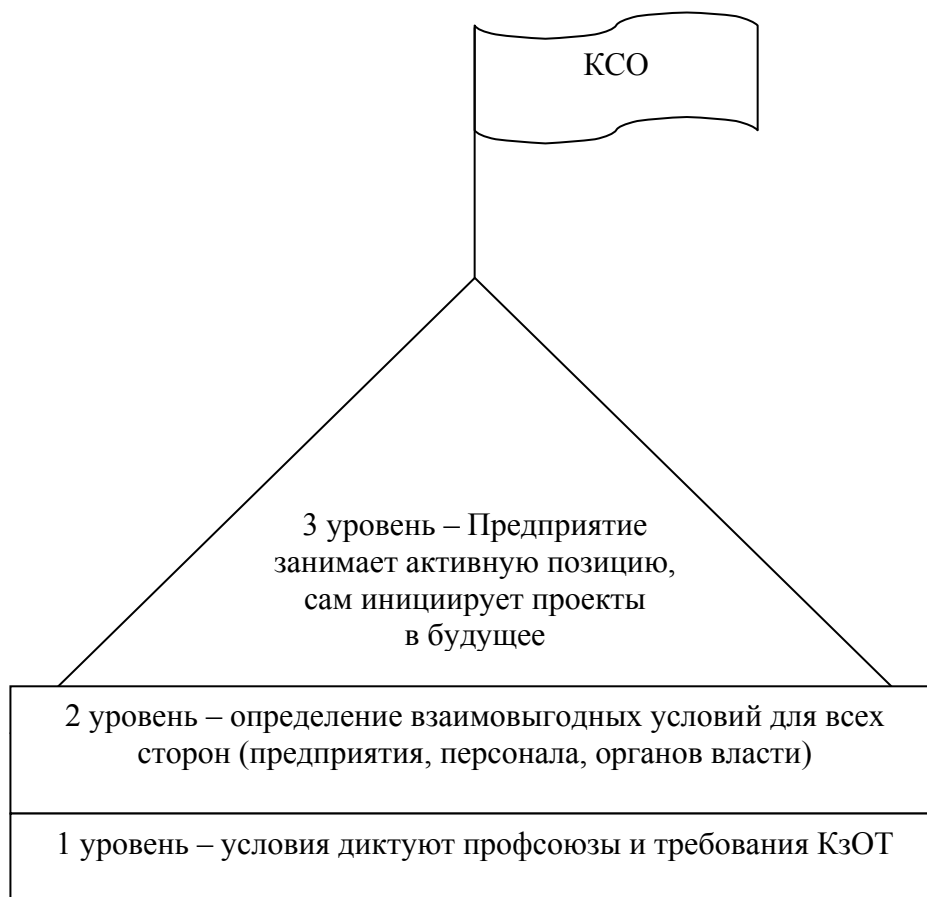 КСО
3 уровень – Предприятие
занимает активную позицию,
сам инициирует проекты
в будущее
2 уровень – определение взаимовыгодных условий для всех
сторон (предприятия, персонала, органов власти)
1 уровень – условия диктуют профсоюзы и требования КзОТ